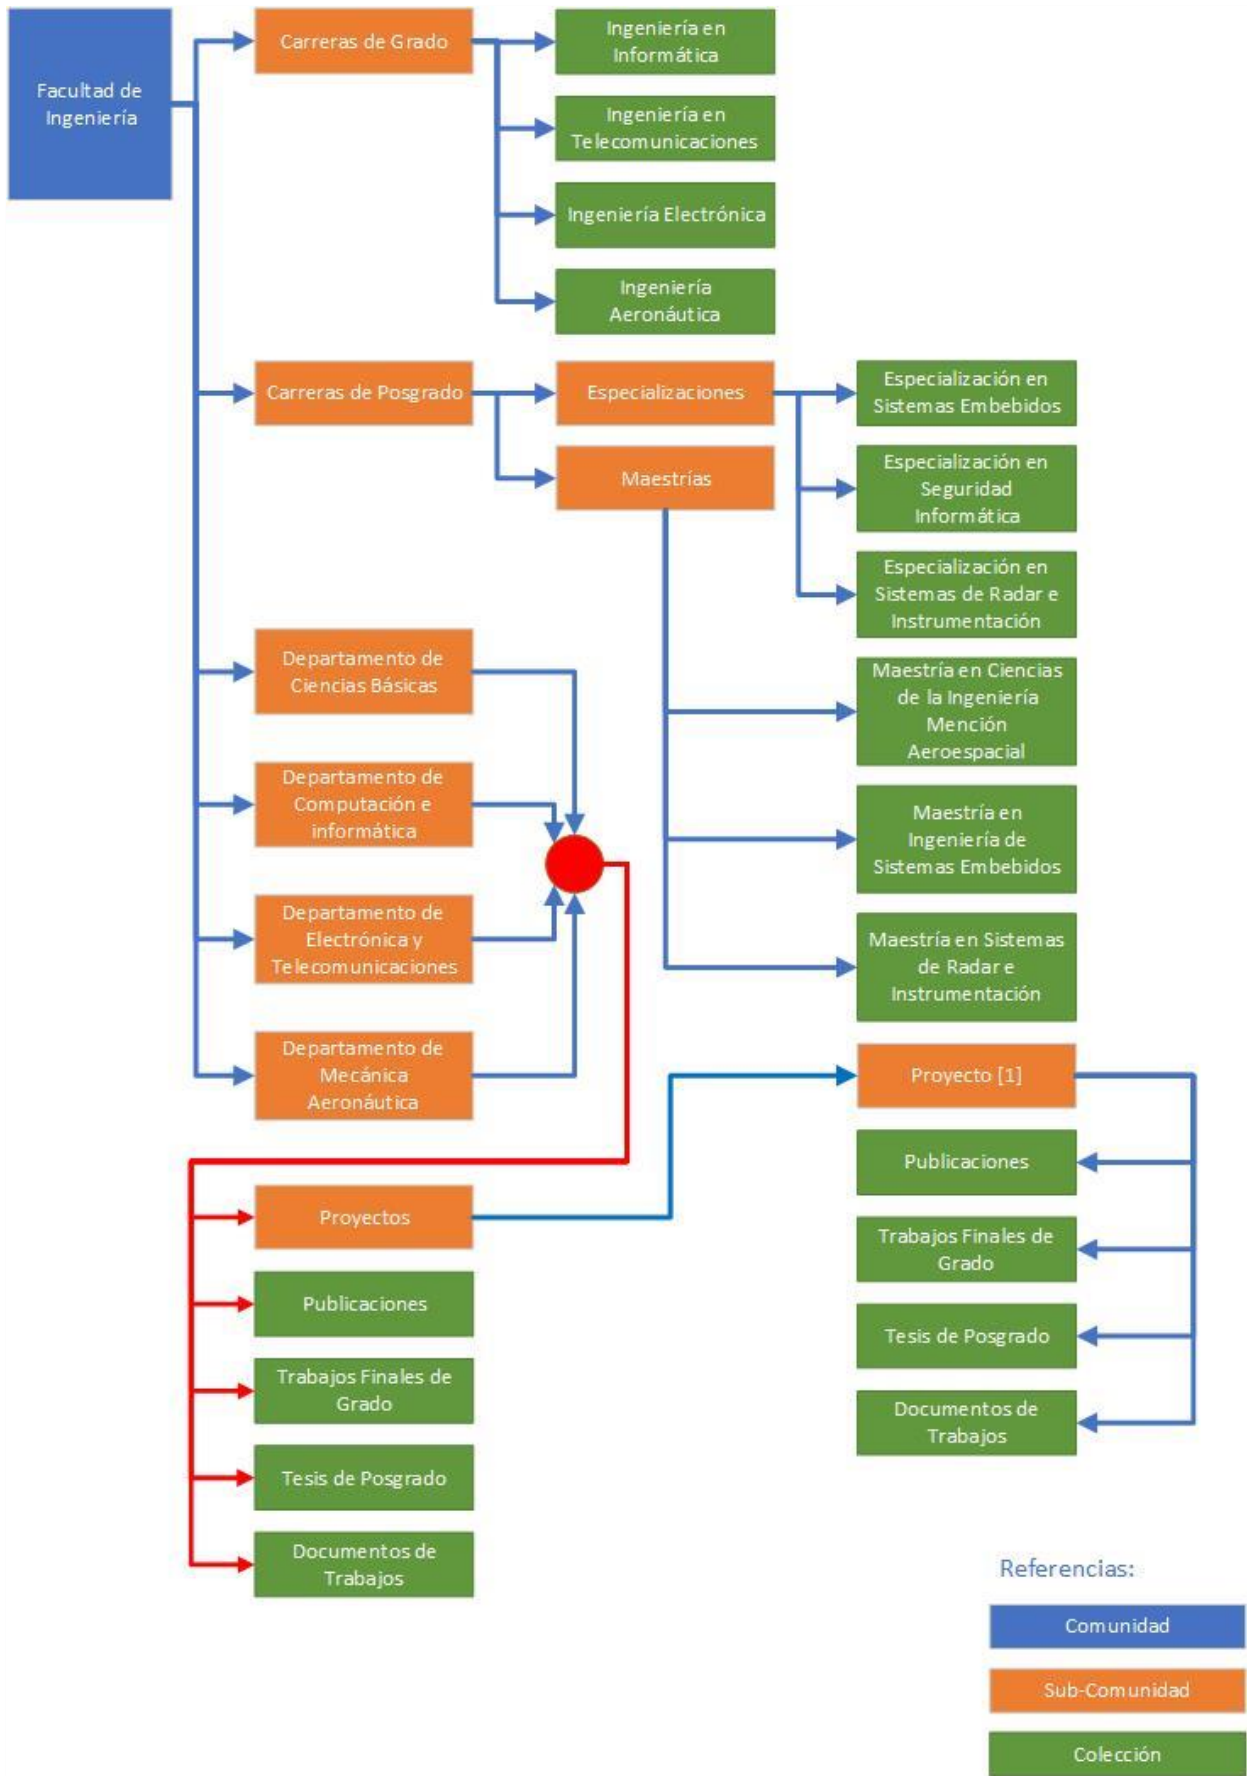 Facultad de
Ingeniería
Carreras de Grado
Ingeniería en
Informática
Ingeniería en
Telecomunicaciones
Ingeniería Electrónica
Ingeniería
Aeronáutica
Carreras de Posgrado
Especializaciones
Maestrías
Especialización en
Sistemas Embebidos
Especialización en
Seguridad
Informática
Especialización en
Sistemas de Radar e
Instrumentación
Maestría en Ciencias
de la Ingeniería
Mención
Aeroespacial
Maestría en
Ingeniería de
Sistemas Embebidos
Maestría en Sistemas
de Radar e
Instrumentación
Departamento de
Ciencias Básicas
Departamento de
Computación e
informática
Departamento de
Electrónica y
Telecomunicaciones
Departamento de
Mecánica
Aeronáutica
Proyectos
Publicaciones
Trabajos Finales de
Grado
Tesis de Posgrado
Documentos de
Trabajos
Proyecto [1]
Publicaciones
Trabajos Finales de
Grado
Tesis de Posgrado
Documentos de
Trabajos
Referencias:
Comunidad
Sub-Comunidad
Colección